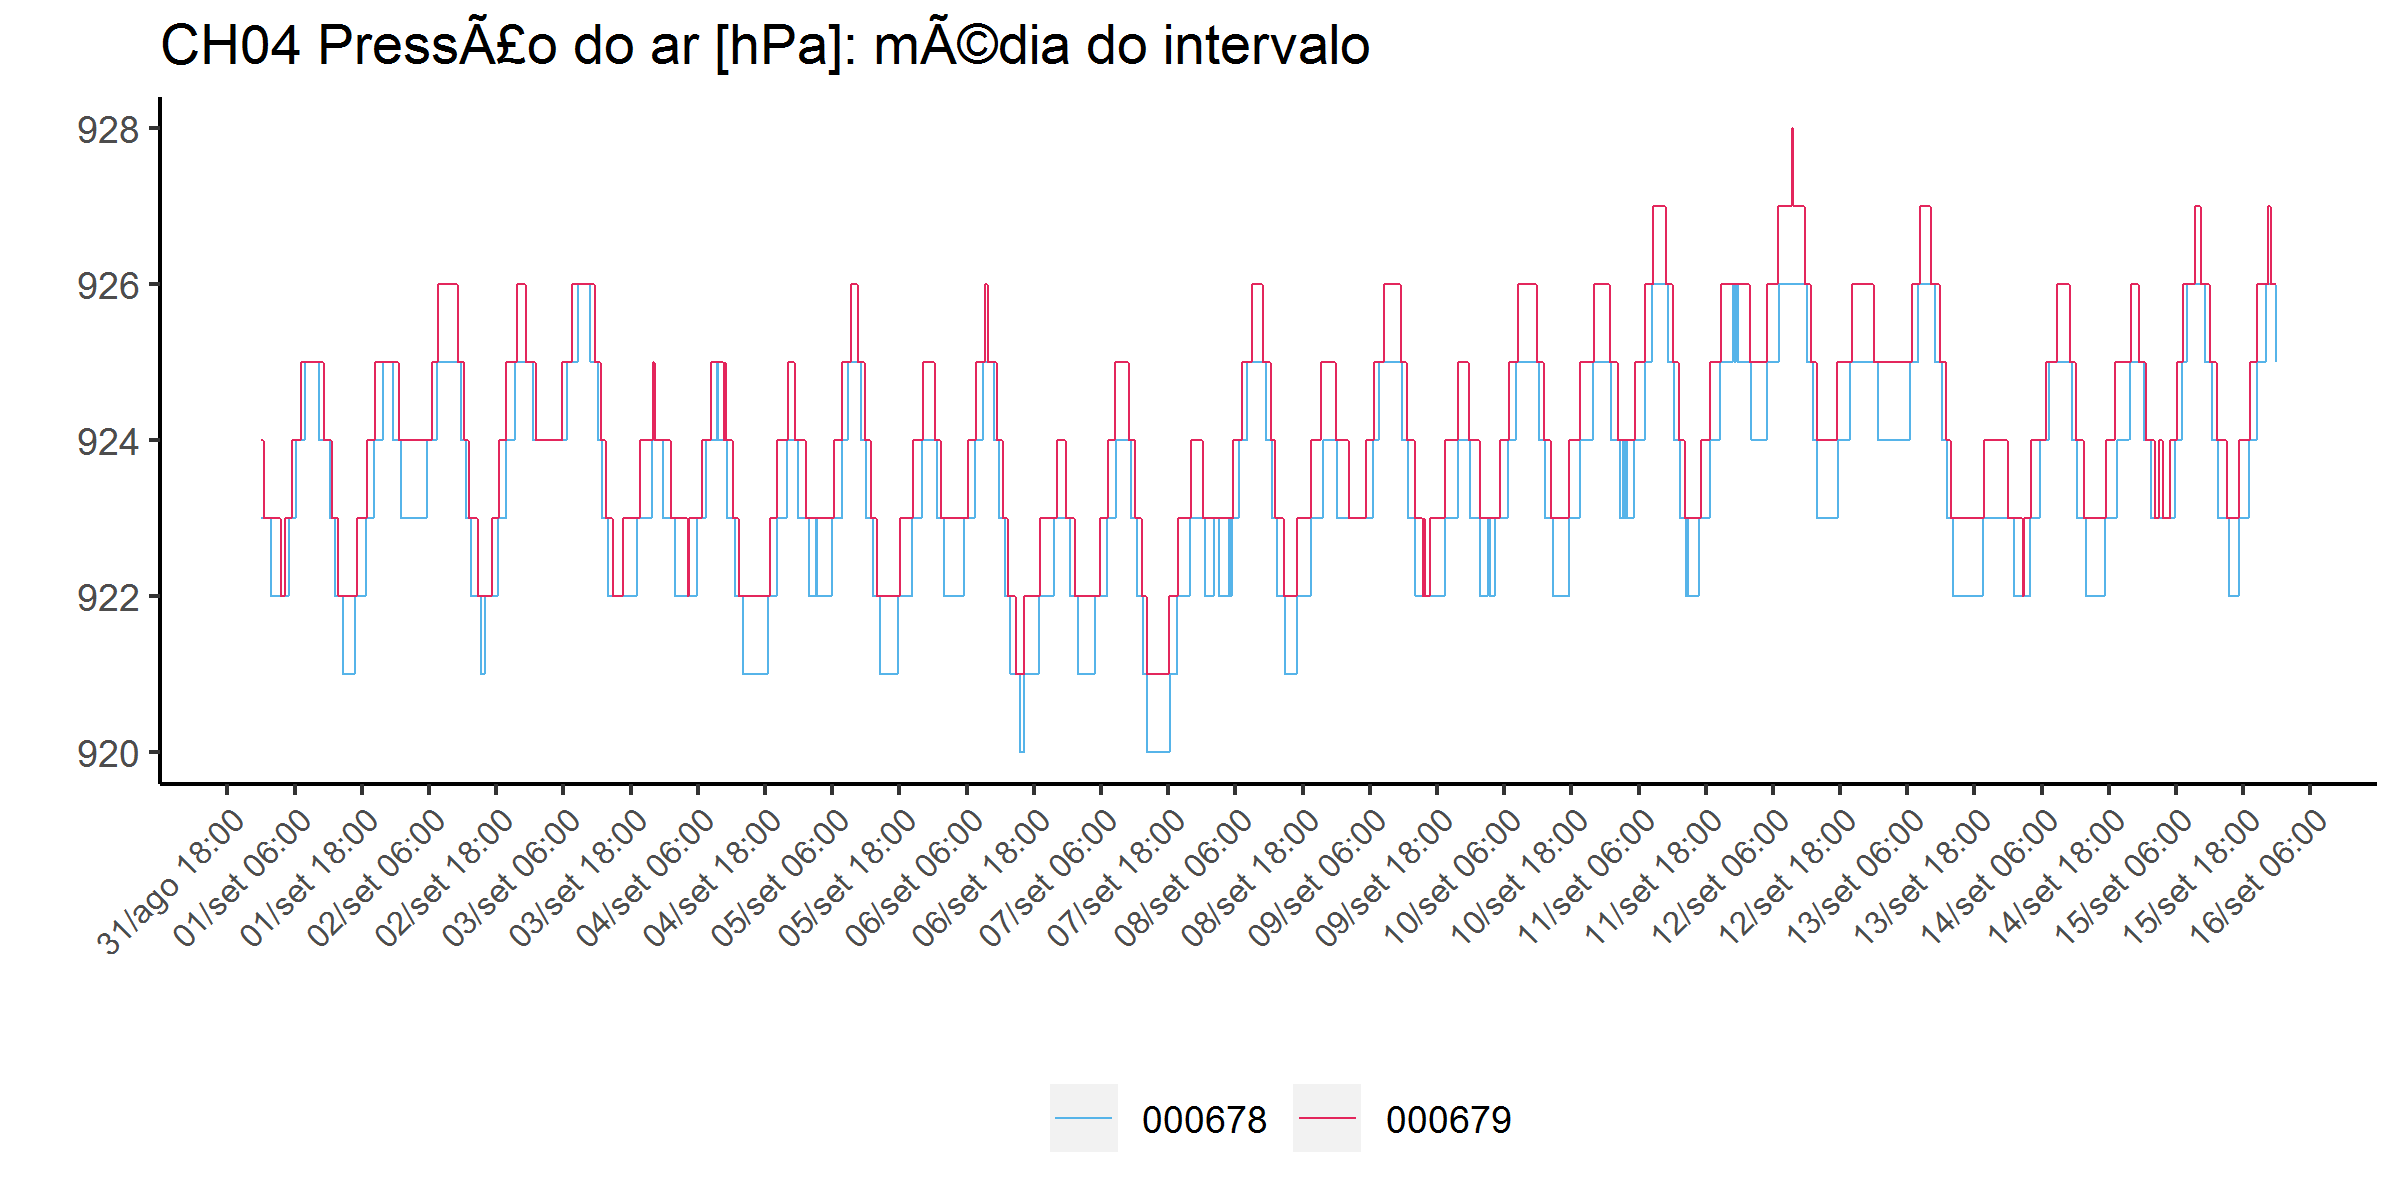 CH04 PressÃ£o do ar [hPa]: mÃ©dia do intervalo
928
926
924
922
920
31/ago 18:00
01/set 06:00
01/set 18:00
02/set 06:00
02/set 18:00
03/set 06:00
03/set 18:00
04/set 06:00
04/set 18:00
05/set 06:00
05/set 18:00
06/set 06:00
06/set 18:00
07/set 06:00
07/set 18:00
08/set 06:00
08/set 18:00
09/set 06:00
09/set 18:00
10/set 06:00
10/set 18:00
11/set 06:00
11/set 18:00
12/set 06:00
12/set 18:00
13/set 06:00
13/set 18:00
14/set 06:00
14/set 18:00
15/set 06:00
15/set 18:00
16/set 06:00
000678 000679